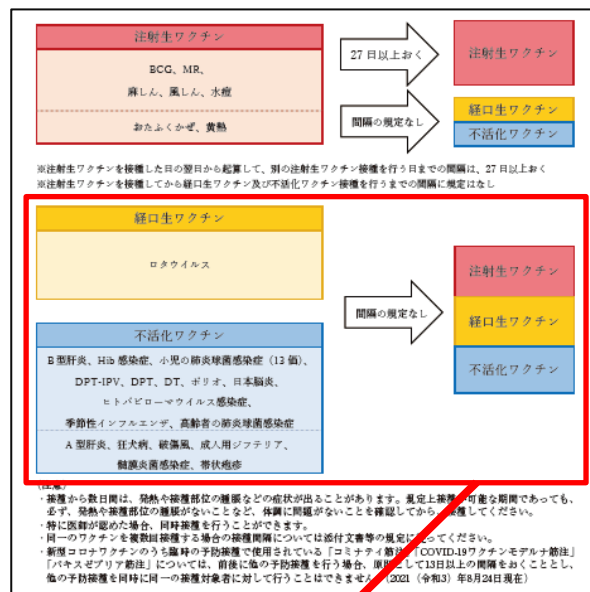 注射生ワクチン
BCG、MR、
麻しん、風しん、水痘
おたふくかぜ、黄熱
27日以上おく
注射生ワクチン
間隔の規定なし
経口生ワクチン
不活化ワクチン
※注射生ワクチンを接種した日の翌日から起算して、別の注射生ワクチン接種を行う日までの間隔は、27日以上おく
※注射生ワクチンを接種してから経口生ワクチン及び不活化ワクチン接種を行うまでの間隔に規定はなし
経口生ワクチン
ロタウイルス
不活化ワクチン
B型肝炎、Hib感染症、小児の肺炎球菌感染症（13価）、
DPT-IPV、DPT、DT、ポリオ、日本脳炎、
ヒトパピローマウイルス感染症、
季節性インフルエンザ、高齢者の肺炎球菌感染症
A型肝炎、狂犬病、破傷風、成人用ジフテリア、
髄膜炎菌感染症、帯状疱疹
間隔の規定なし
注射生ワクチン
経口生ワクチン
不活化ワクチン
(注意)
・接種から数日間は、発熱や接種部位の腫脹などの症状が出ることがあります。規定上接種が可能な期間であっても、
必ず、発熱や接種部位の腫脹がないことなど、体調に問題がないことを確認してから、接種してください。
・特に医師が認めた場合、同時接種を行うことができます。
・同一のワクチンを複数回接種する場合の接種間隔については添付文書等の規定に従ってください。
・新型コロナワクチンのうち臨時の予防接種で使用されている「コミナティ筋注」「COVID-19ワクチンモデルナ筋注」
「バキスゼブリア筋注」については、前後に他の予防接種を行う場合、原則として13日以上の間隔をおくこととし、
他の予防接種を同時に同一の接種対象者に対して行うことはできません（2021（令和3）年8月24日現在）